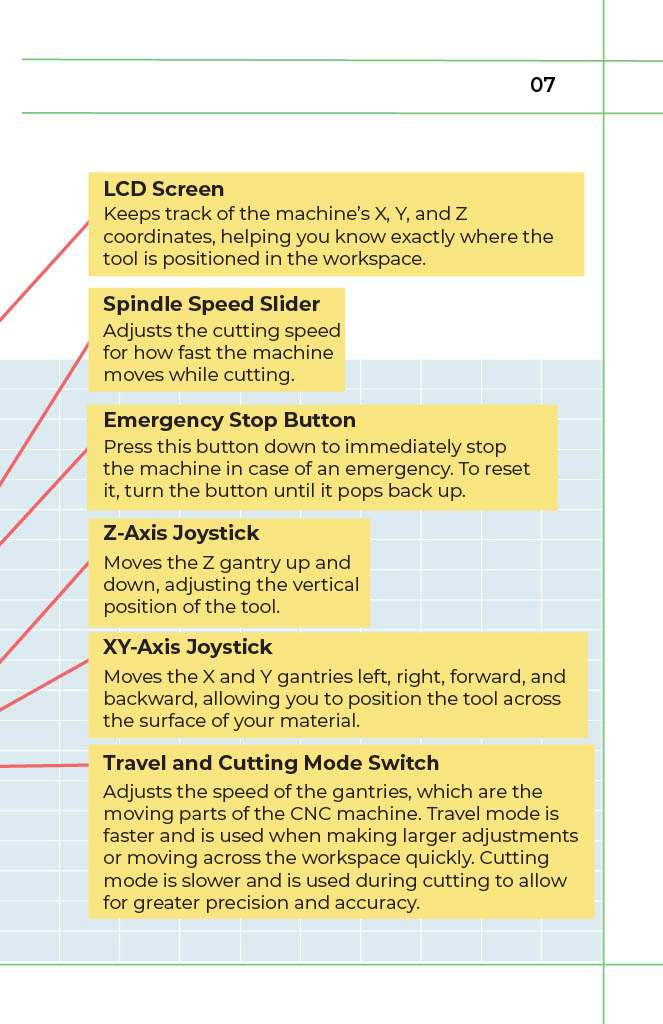 07
LCD Screen
Keeps track of the machine’s X, Y, and Z
coordinates, helping you know exactly where the
tool is positioned in the workspace.
Spindle Speed Slider
Adjusts the cutting speed
for how fast the machine
moves while cutting.
Emergency Stop Button
Press this button down to immediately stop
the machine in case of an emergency. To reset
it, turn the button until it pops back up.
Z-Axis Joystick
Moves the Z gantry up and
down, adjusting the vertical
position of the tool.
XY-Axis Joystick
Moves the X and Y gantries left, right, forward, and
backward, allowing you to position the tool across
the surface of your material.
Travel and Cutting Mode Switch
Adjusts the speed of the gantries, which are the
moving parts of the CNC machine. Travel mode is
faster and is used when making larger adjustments
or moving across the workspace quickly. Cutting
mode is slower and is used during cutting to allow
for greater precision and accuracy.